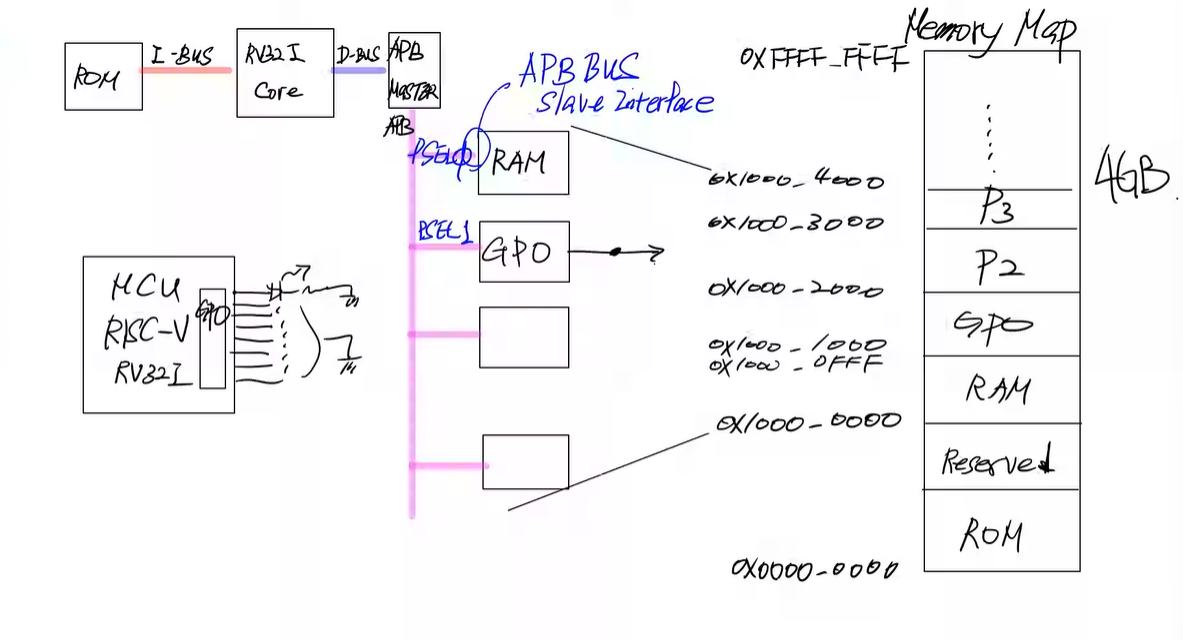 Memory Map
0XFFFF_FFFF
ROM
I-BUS
RV32I
Core
D-BUS
APB
MASTER
APB
APB BUS
Slave Interface
PSEL0
RAM
PSEL1
GPO
MCU
RISC-V
RV32I
GPO
0X1000_4000
0X1000_3000
0X1000_2000
0X1000_1000
0X1000_0FFF
0X1000_0000
0X0000_0000
P3
P2
GPO
RAM
Reserved
ROM
4GB.